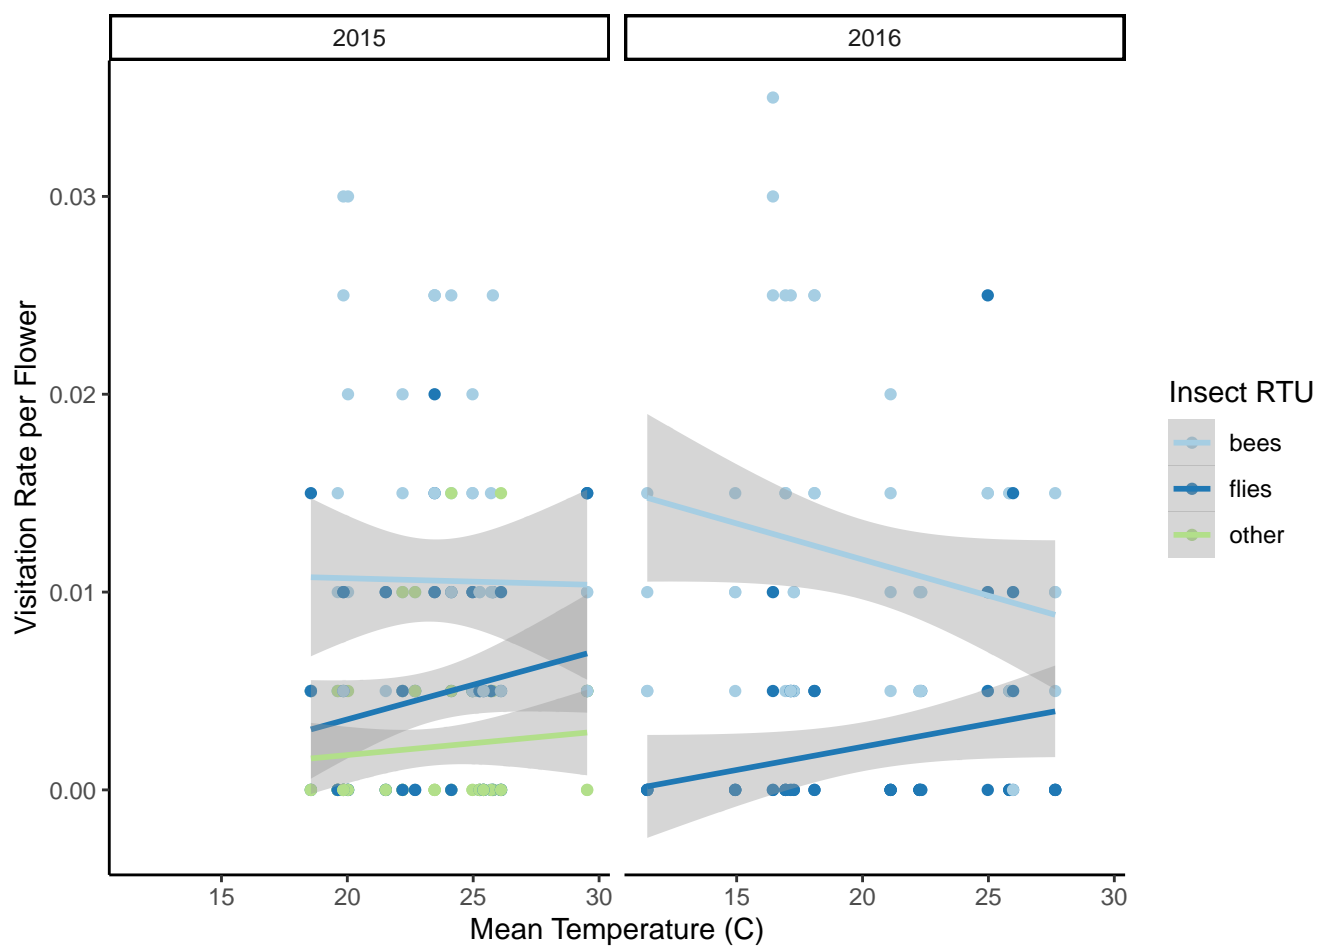 2015
2016
Visitation Rate per Flower
0.03
0.02
0.01
0.00
15
20
25
30
15
20
25
30
Mean Temperature (C)
Insect RTU
bees
flies
other